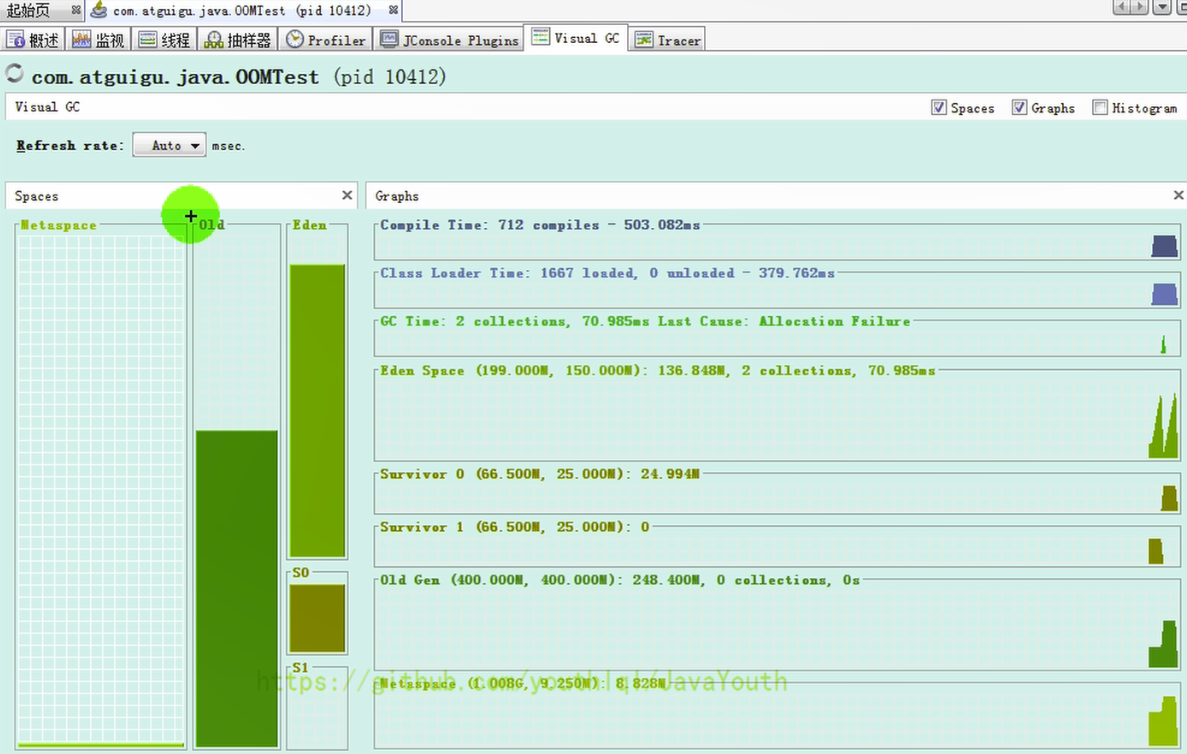 起始页 com.atguigu.java.OOMTest (pid 10412)
概述 监视 线程 抽样器 Profiler JConsole Plugins Visual GC Tracer
com.atguigu.java.OOMTest (pid 10412)
Visual GC Spaces Graphs Histogram
Refresh rate: Auto msec.
Spaces
Metaspace Old Eden
S0
S1
Graphs
Compile Time: 712 compiles - 503.082ms
Class Loader Time: 1667 loaded, 0 unloaded - 379.762ms
GC Time: 2 collections, 70.985ms Last Cause: Allocation Failure
Eden Space (199.000M, 150.000M): 136.848M, 2 collections, 70.985ms
Survivor 0 (66.500M, 25.000M): 24.994M
Survivor 1 (66.500M, 25.000M): 0
Old Gen (400.000M, 400.000M): 248.400M, 0 collections, 0s
Metaspace (1.008G, 9.250M): 8.828M